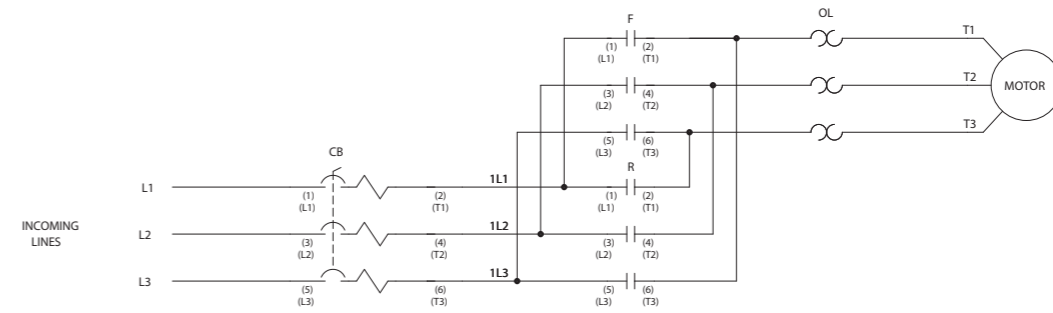 F
OL
(1)
(L1)
(2)
(T1)
T1
(3)
(L2)
(4)
(T2)
T2
MOTOR
(5)
(L3)
(6)
(T3)
T3
CB
R
L1
(1)
(L1)
(2)
(T1)
1L1
(1)
(L1)
(2)
(T1)
INCOMING
LINES
L2
(3)
(L2)
(4)
(T2)
1L2
(3)
(L2)
(4)
(T2)
L3
(5)
(L3)
(6)
(T3)
1L3
(5)
(L3)
(6)
(T3)